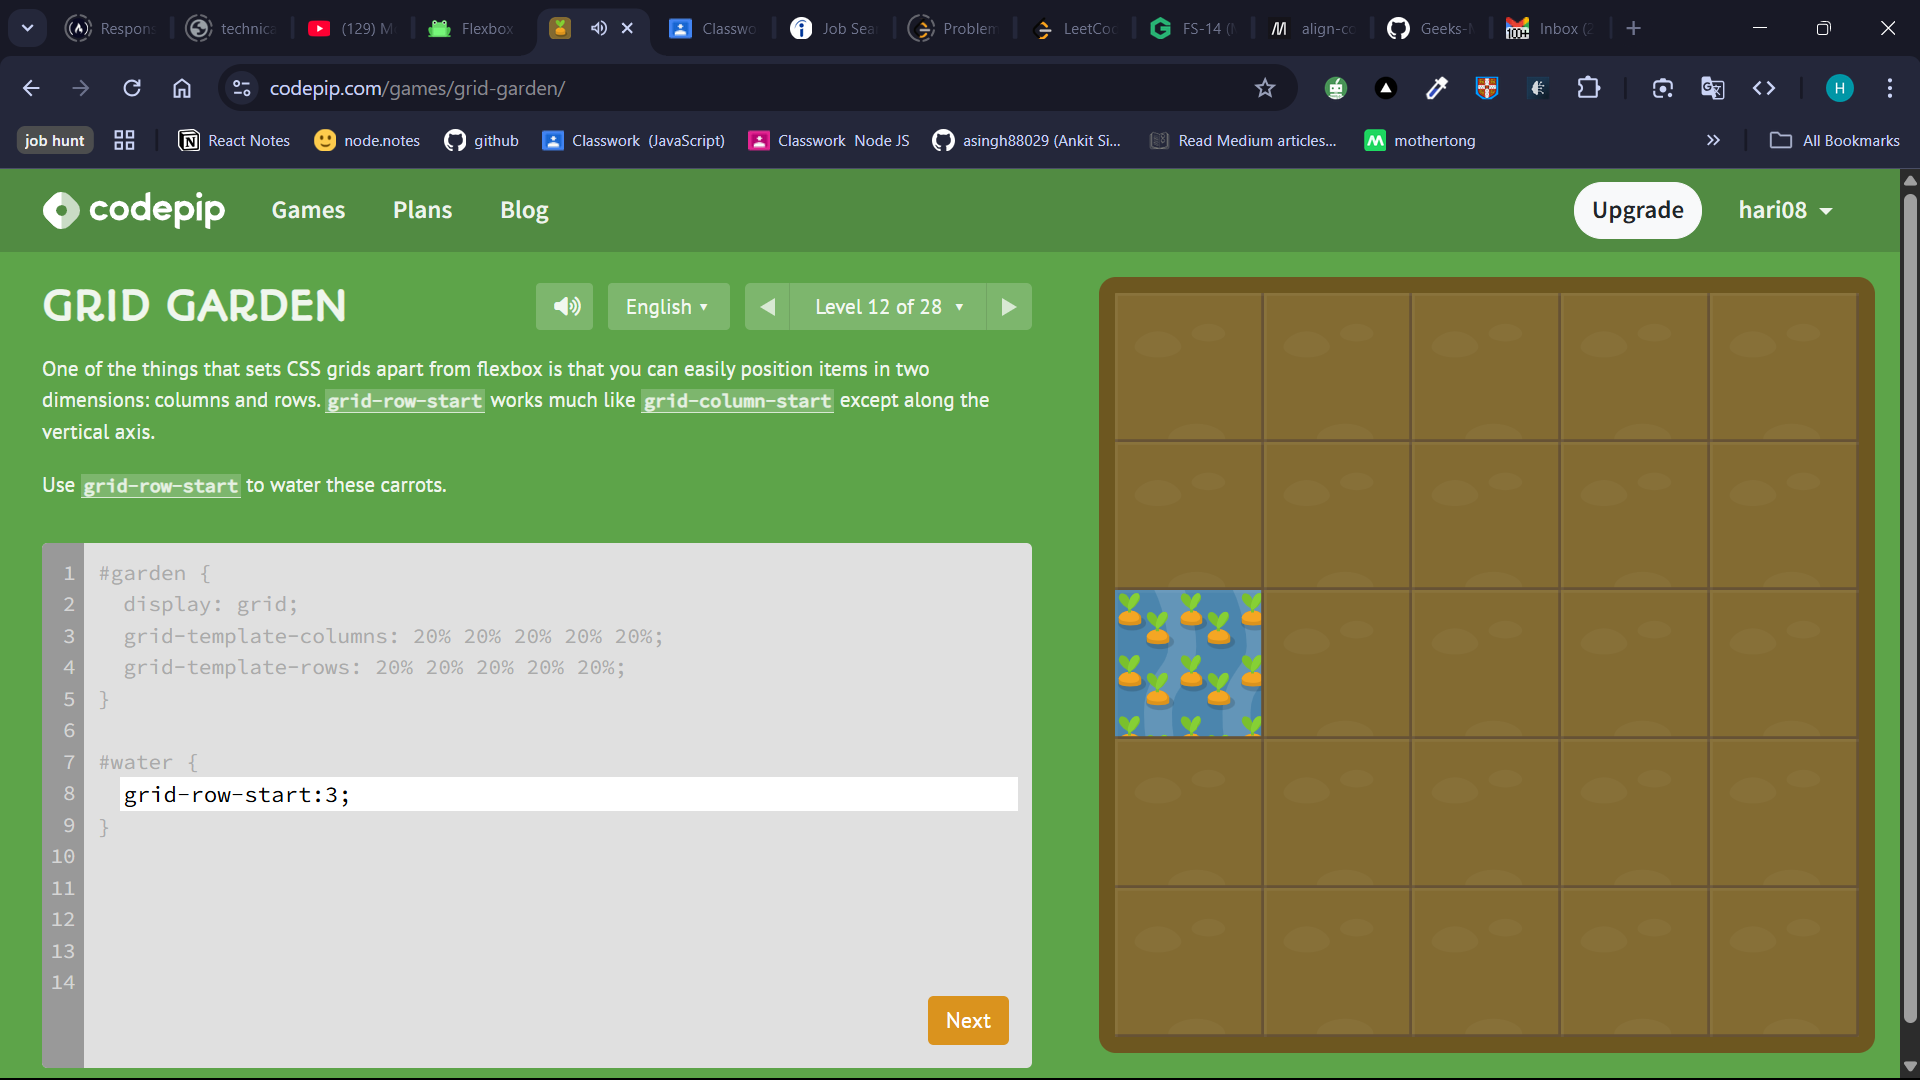 Respons
technica
(129) M
Flexbox
Classwo
Job Sea
Problem
LeetCoc
FS-14 (
align-co
Geeks-
Inbox (2
codepip.com/games/grid-garden/
H
job hunt
React Notes
node.notes
github
Classwork (JavaScript)
Classwork Node JS
asingh88029 (Ankit Si...
Read Medium articles...
mothertong
All Bookmarks
codepip
Games
Plans
Blog
Upgrade
hari08
GRID GARDEN
English
Level 12 of 28
One of the things that sets CSS grids apart from flexbox is that you can easily position items in two
dimensions: columns and rows. grid-row-start works much like grid-column-start except along the
vertical axis.
Use grid-row-start to water these carrots.
1 #garden {
2 display: grid;
3 grid-template-columns: 20% 20% 20% 20% 20%;
4 grid-template-rows: 20% 20% 20% 20% 20%;
5 }
6
7 #water {
8 grid-row-start:3;
9 }
10
11
12
13
14
Next